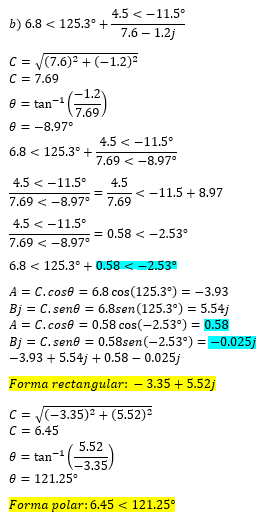 b) 6.8 < 125.3° + 4.5 < −11.5° / 7.6 − 1.2j
C = √(7.6)² + (−1.2)²
C = 7.69
θ = tan⁻¹(−1.2 / 7.69)
θ = −8.97°
6.8 < 125.3° + 4.5 < −11.5° / 7.69 < −8.97°
4.5 < −11.5° / 7.69 < −8.97° = 4.5 / 7.69 < −11.5 + 8.97
4.5 < −11.5° / 7.69 < −8.97° = 0.58 < −2.53°
6.8 < 125.3° + 0.58 < −2.53°
A = C. cosθ = 6.8 cos(125.3°) = −3.93
Bj = C. senθ = 6.8sen(125.3°) = 5.54j
A = C. cosθ = 0.58 cos(−2.53°) = 0.58
Bj = C. senθ = 0.58sen(−2.53°) = −0.025j
−3.93 + 5.54j + 0.58 − 0.025j
Forma rectangular: − 3.35 + 5.52j
C = √(−3.35)² + (5.52)²
C = 6.45
θ = tan⁻¹(5.52 / −3.35)
θ = 121.25°
Forma polar: 6.45 < 121.25°